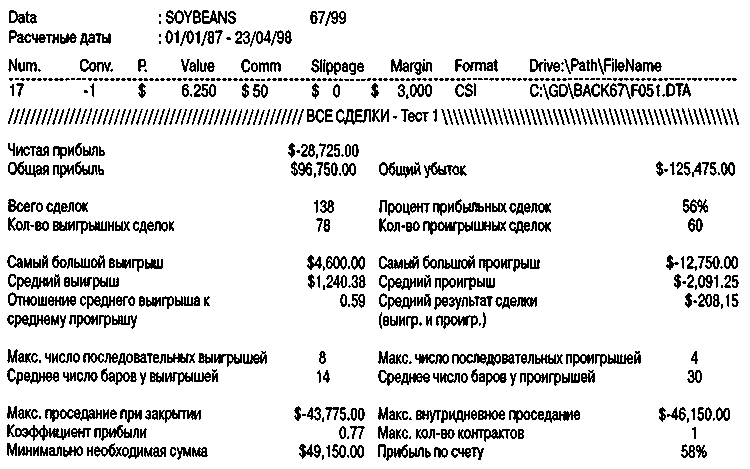 Data : SOYBEANS 67/99
Расчетные даты : 01/01/87 - 23/04/98
Num. Conv. P. Value Comm Slippage Margin Format Drive:\Path\FileName
17 -1 $ 6.250 $ 50 $ 0 $ 3,000 CSI C:\GD\BACK67\F051.DTA
//////////////////////////////////////////////// ВСЕ СДЕЛКИ - Тест 1 \\\\\\\\\\\\\\\\\\\\\\\\\\\\\\\\\\\\\\\\\\\\\\\\
Чистая прибыль $-28,725.00
Общая прибыль $96,750.00 Общий убыток $-125,475.00
Всего сделок 138 Процент прибыльных сделок 56%
Кол-во выигрышных сделок 78 Кол-во проигрышных сделок 60
Самый большой выигрыш $4,600.00 Самый большой проигрыш $-12,750.00
Средний выигрыш $1,240.38 Средний проигрыш $-2,091.25
Отношение среднего выигрыша к 0.59 Средний результат сделки $-208,15
среднему проигрышу (выигр. и проигр.)
Макс. число последовательных выигрышей 8 Макс. число последовательных проигрышей 4
Среднее число баров у выигрышей 14 Среднее число баров у проигрышей 30
Макс. проседание при закрытии $-43,775.00 Макс. внутридневное проседание $-46,150.00
Коэффициент прибыли 0.77 Макс. кол-во контрактов 1
Минимально необходимая сумма $49,150.00 Прибыль по счету 58%